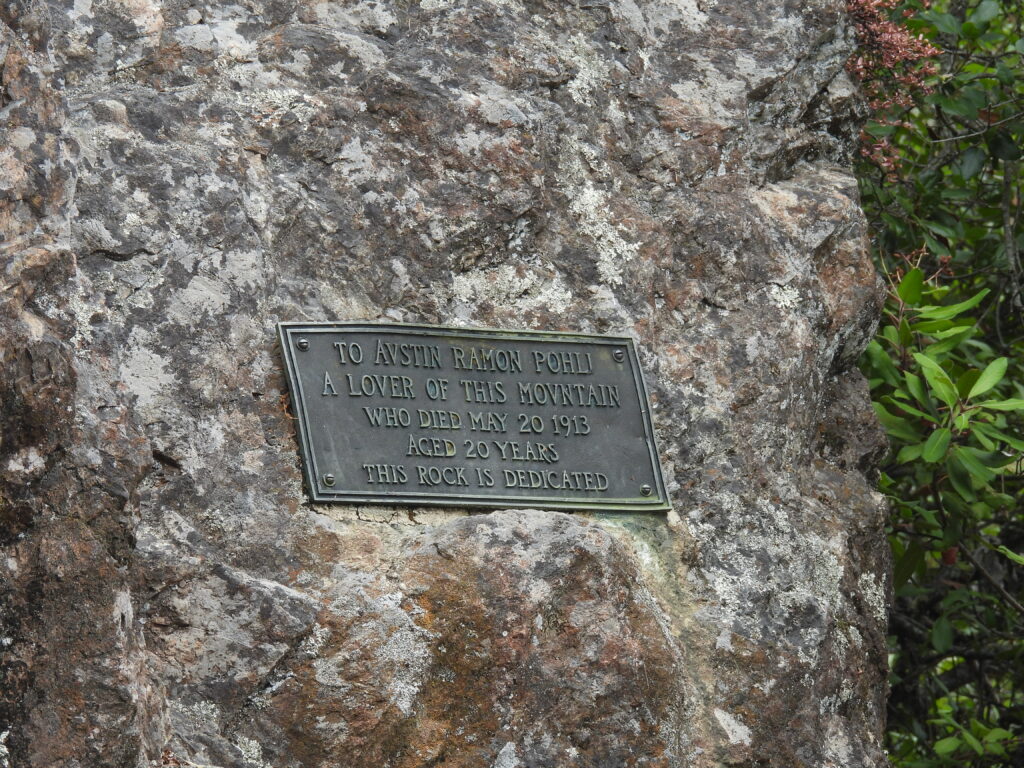 TO AVSTIN RAMON POHLI
A LOVER OF THIS MOVNTAIN
WHO DIED MAY 20 1913
AGED 20 YEARS
THIS ROCK IS DEDICATED